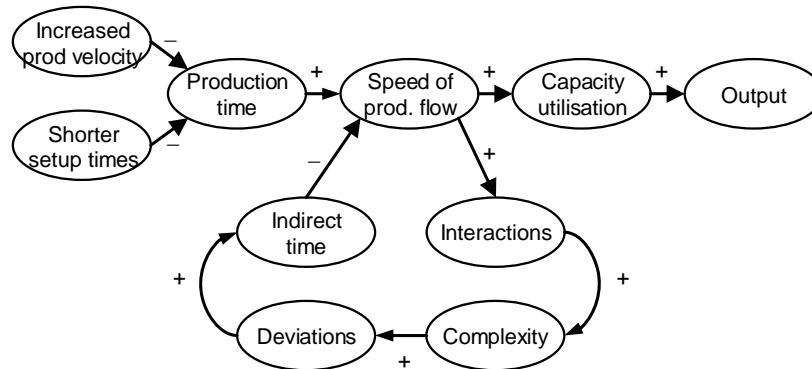 Increased
prod velocity
–
Production
time
+
Speed of
prod. flow
+
Capacity
utilisation
+
Output
Shorter
setup times
–
–
+
Indirect
time
Interactions
+
+
Deviations
+
Complexity